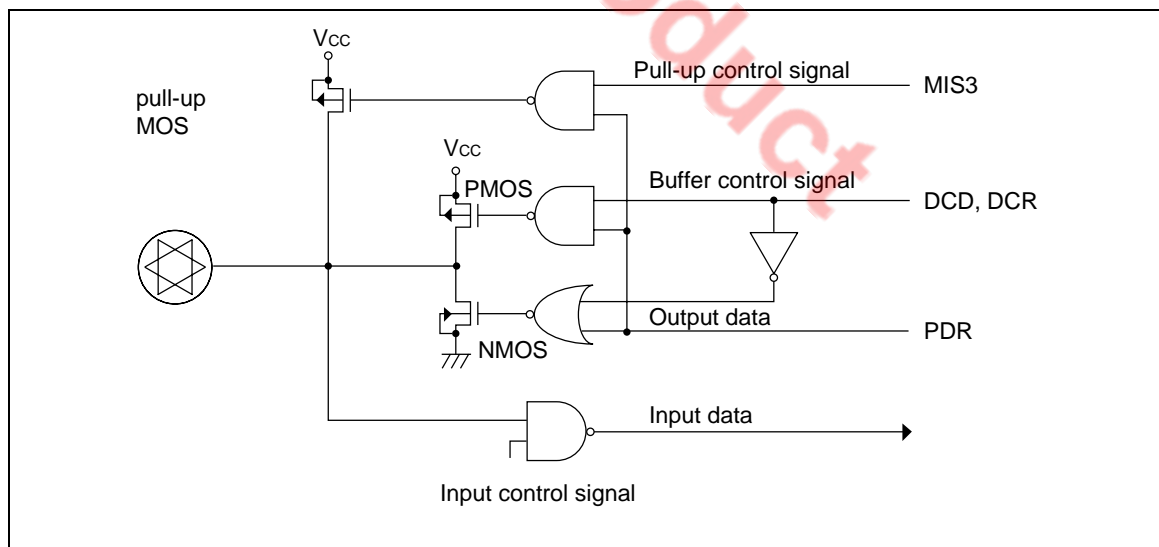 oduct
VCC
Pull-up control signal
MIS3
pull-up
MOS
VCC
PMOS
Buffer control signal
DCD, DCR
Output data
PDR
NMOS
Input data
Input control signal